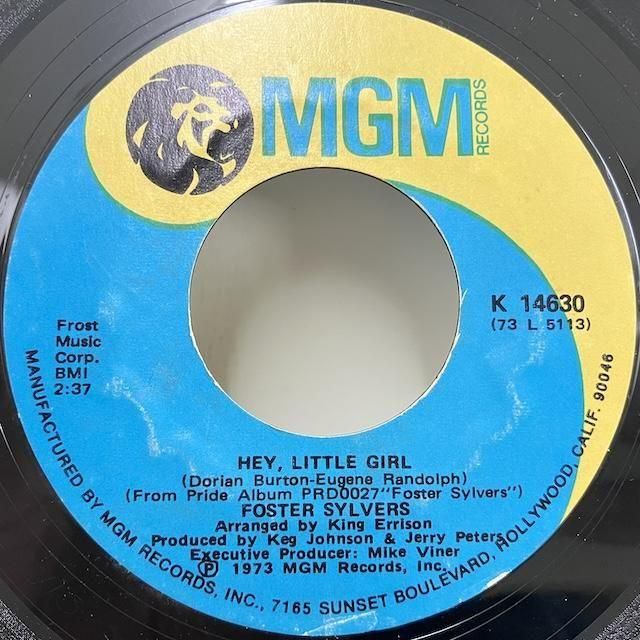 MGM
RECORDS
K 14630
(73 L 5113)
Frost
Music
Corp.
BMI
2:37
HEY, LITTLE GIRL
(Dorian Burton-Eugene Randolph)
(From Pride Album PRD0027"Foster Sylvers")
FOSTER SYLVERS
Arranged by King Errison
Produced by Keg Johnson & Jerry Peters
Executive Producer: Mike Viner
Ⓟ 1973 MGM Records, Inc.
MANUFACTURED BY MGM RECORDS, INC., 7165 SUNSET BOULEVARD, HOLLYWOOD, CALIF. 90046